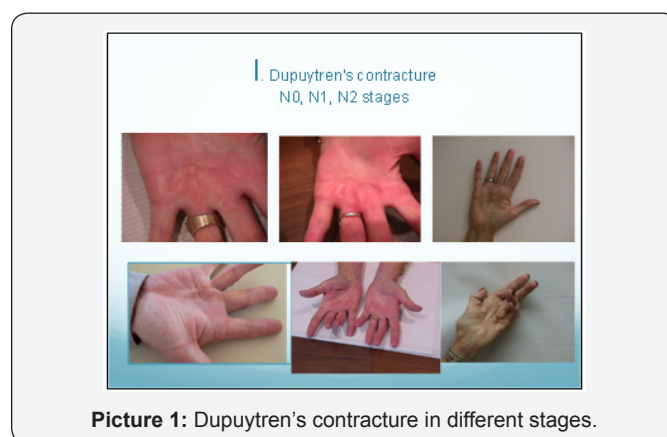 I. Dupuytren's contracture
N0, N1, N2 stages
Picture 1: Dupuytren's contracture in different stages.